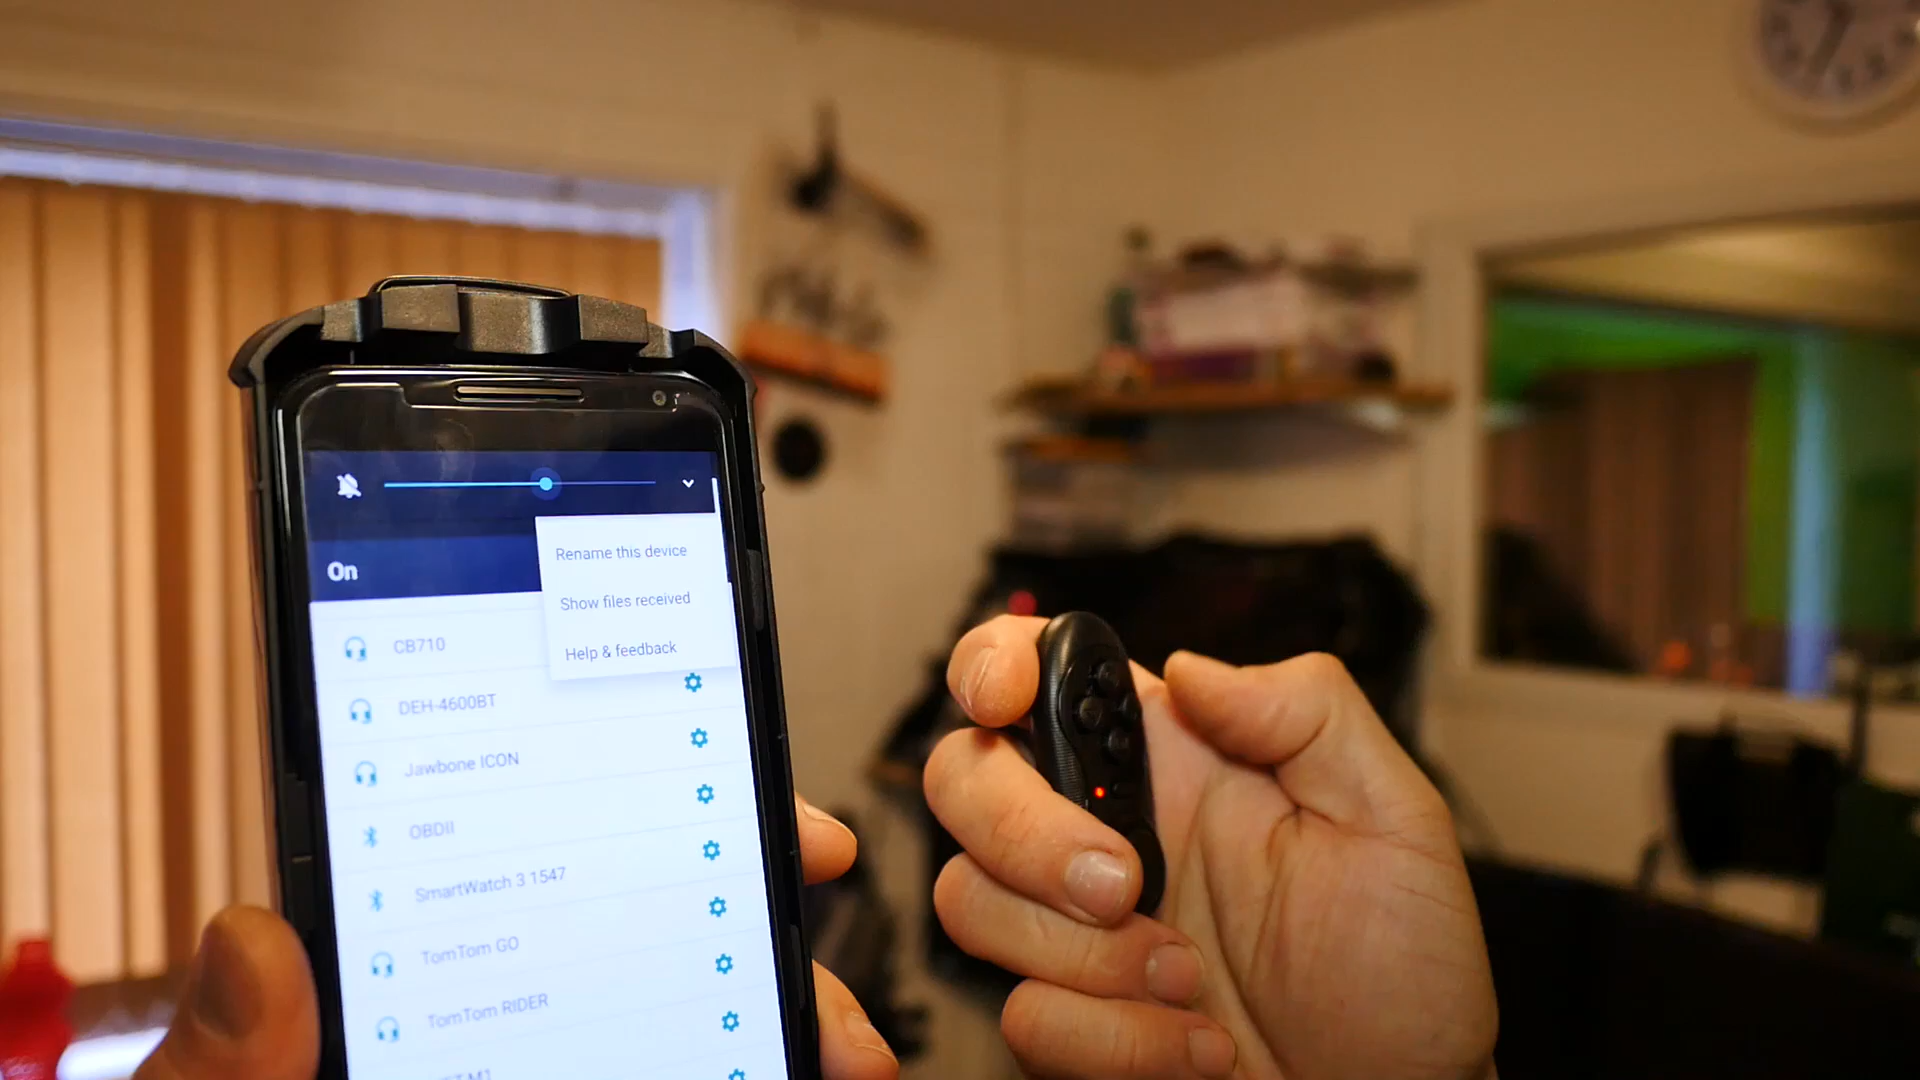 Rename this device
On
Show files received
CB710
Help & feedback
DEH-4600BT
Jawbone ICON
OBDII
SmartWatch 3 1547
TomTom GO
TomTom RIDER